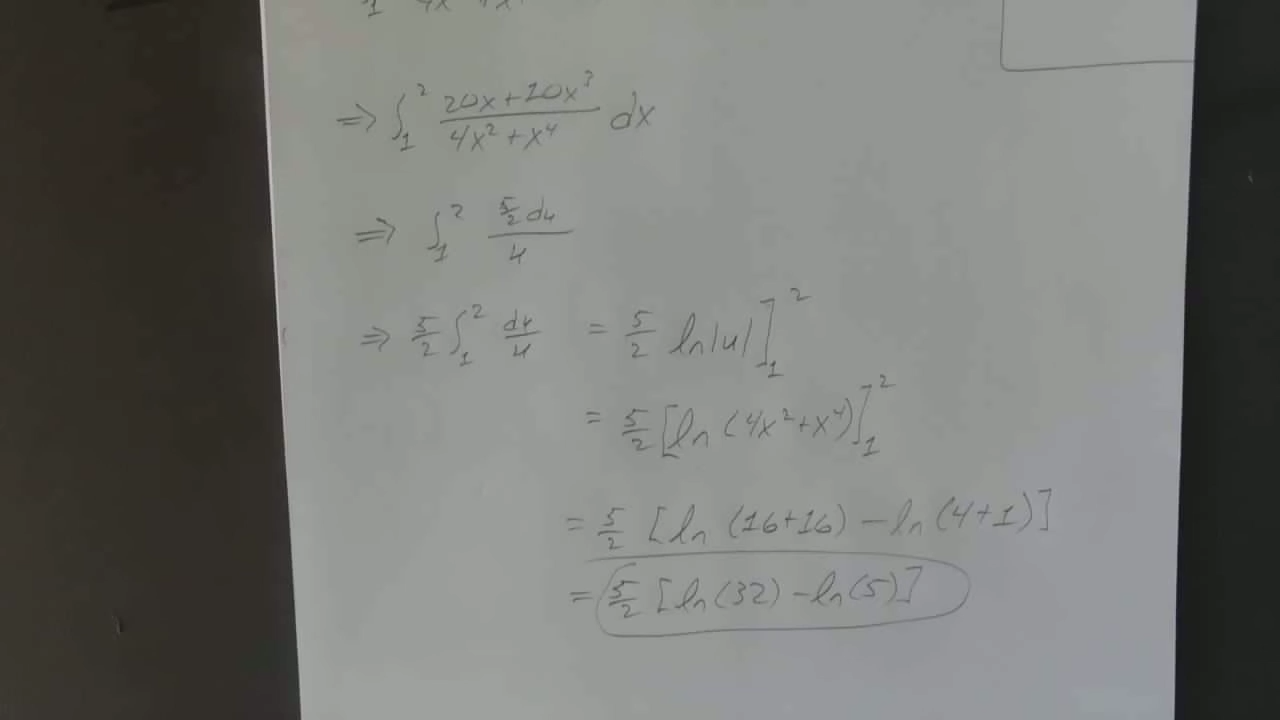 ⇒ ∫₁² (20x+10x³)/(4x²+x⁴) dx
⇒ ∫₁² (5/2 du)/u
⇒ 5/2 ∫₁² du/u = 5/2 ln|u|]₁²
= 5/2 [ln (4x²+x⁴)]₁²
= 5/2 [ln (16+16) - ln (4+1)]
= 5/2 [ln(32) - ln(5)]